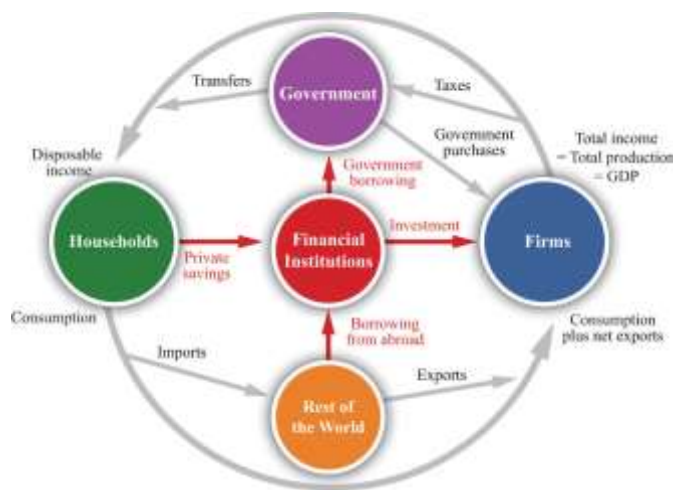 Transfers
Government
Taxes
Government
purchases
Disposable
income
Total income
= Total production
= GDP
Government
borrowing
Households
Private
savings
Financial
Institutions
Investment
Firms
Consumption
Borrowing
from abroad
Consumption
plus net exports
Imports
Exports
Rest of
the World